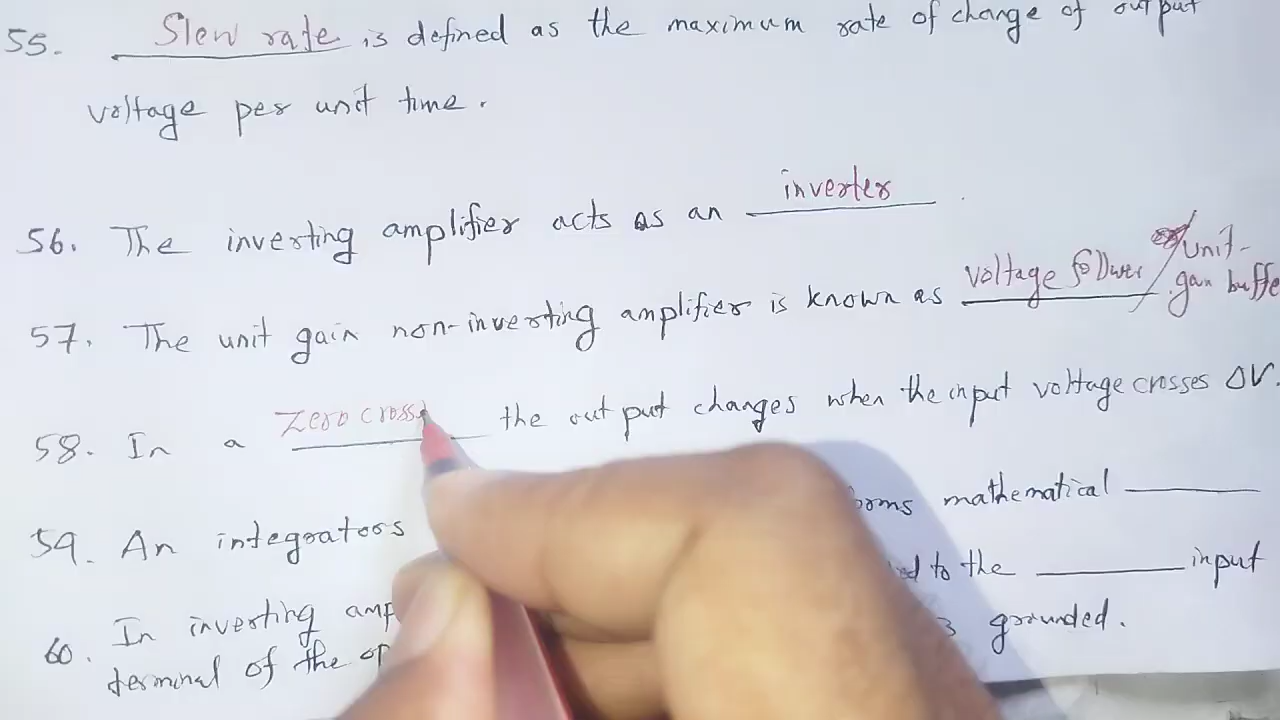 55. Slew rate is defined as the maximum rate of change of output
voltage per unit time.
56. The inverting amplifier acts as an inverter.
57. The unit gain non-inverting amplifier is known as voltage follower / unit-
gain buffe
58. In a Zero cross the output changes when the input voltage crosses 0V.
59. An integrators mathematical
60. In inverting amp to the input
terminal of the op grounded.